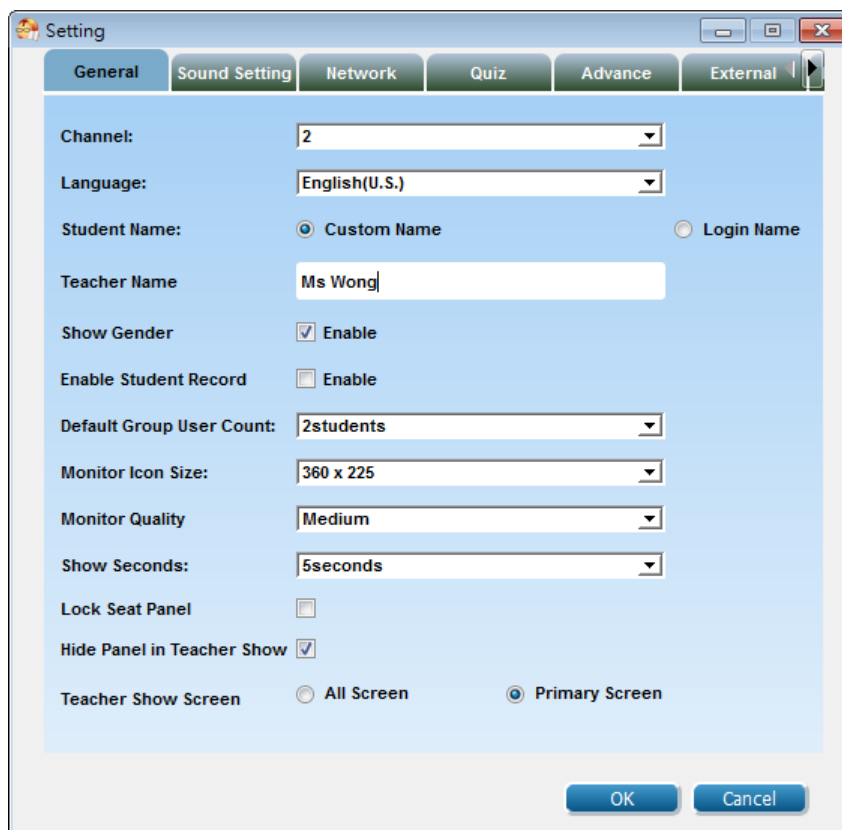 Setting
General Sound Setting Network Quiz Advance External
Channel: 2
Language: English(U.S.)
Student Name: Custom Name Login Name
Teacher Name Ms Wong
Show Gender Enable
Enable Student Record Enable
Default Group User Count: 2students
Monitor Icon Size: 360 x 225
Monitor Quality Medium
Show Seconds: 5seconds
Lock Seat Panel
Hide Panel in Teacher Show
Teacher Show Screen All Screen Primary Screen
OK Cancel